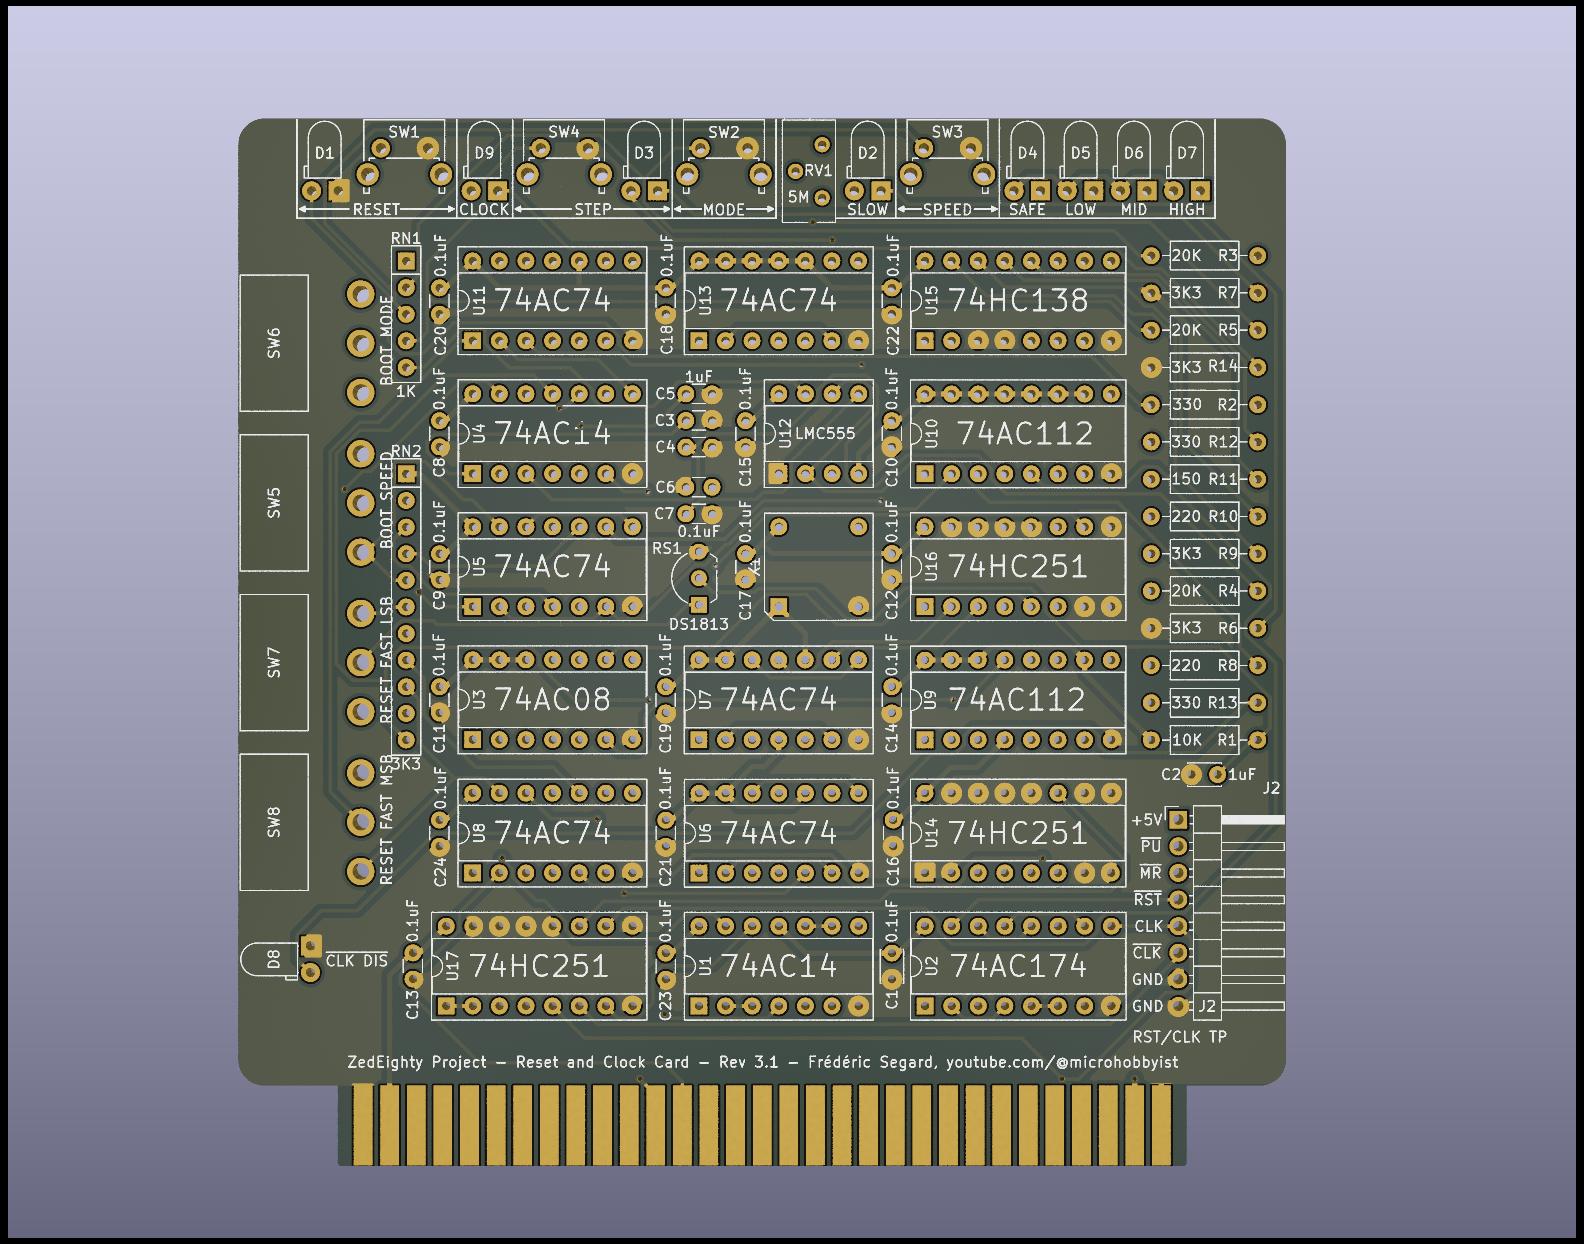 D1 SW1 D9 SW4 D3 SW2 RV1 5M D2 SW3 D4 D5 D6 D7
RESET CLOCK STEP MODE SLOW SPEED SAFE LOW MID HIGH
RN1
1K
BOOT MODE
SW6
C20 0.1uF U11 74AC74
C18 0.1uF U13 74AC74
C22 0.1uF U15 74HC138
20K R3
3K3 R7
20K R5
3K3 R14
330 R2
330 R12
150 R11
220 R10
3K3 R9
20K R4
3K3 R6
220 R8
330 R13
10K R1
C2 1uF
C8 0.1uF U4 74AC14
1uF
C5
C3
C4
C6
C7
0.1uF
C15 0.1uF U12 LMC555
C10 0.1uF U10 74AC112
RN2
3K3
BOOT SPEED
SW5
C9 0.1uF U5 74AC74
RS1
DS1813
C17 0.1uF
C12 0.1uF U16 74HC251
RESET FAST LSB
SW7
C11 0.1uF U3 74AC08
C19 0.1uF U7 74AC74
C14 0.1uF U9 74AC112
RESET FAST MSB
SW8
C24 0.1uF U8 74AC74
C21 0.1uF U6 74AC74
C16 0.1uF U14 74HC251
J2
+5V
PU
MR
RST
CLK
CLK
GND
GND J2
RST/CLK TP
D8 CLK DIS
C13 0.1uF U17 74HC251
C23 0.1uF U1 74AC14
C1 0.1uF U2 74AC174
ZedEighty Project – Reset and Clock Card – Rev 3.1 – Frédéric Segard, youtube.com/@microhobbyist